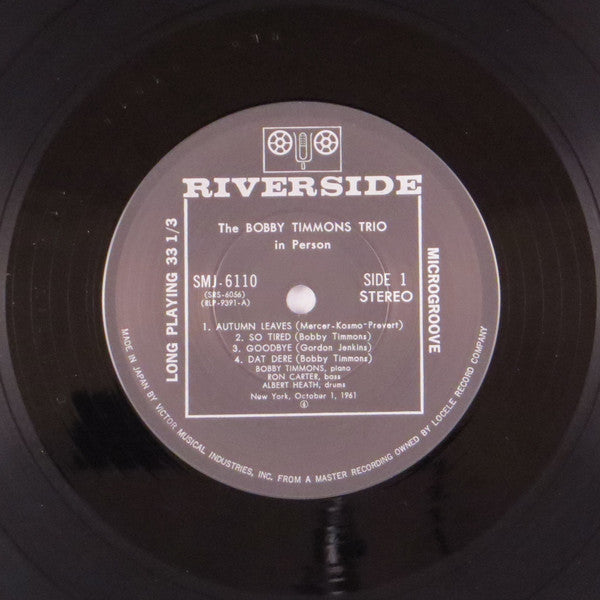 RIVERSIDE
The BOBBY TIMMONS TRIO
in Person
SMJ-6110
(SRS-6056)
(RLP-9391-A)
SIDE 1
STEREO
LONG PLAYING 33 1/3
MICROGROOVE
1. AUTUMN LEAVES (Mercer-Kosmo-Prevert)
2. SO TIRED (Bobby Timmons)
3. GOODBYE (Gordon Jenkins)
4. DAT DERE (Bobby Timmons)
BOBBY TIMMONS, piano
RON CARTER, bass
ALBERT HEATH, drums
New York, October 1, 1961
MADE IN JAPAN BY VICTOR MUSICAL INDUSTRIES, INC. FROM A MASTER RECORDING OWNED BY LOCELE RECORD COMPANY